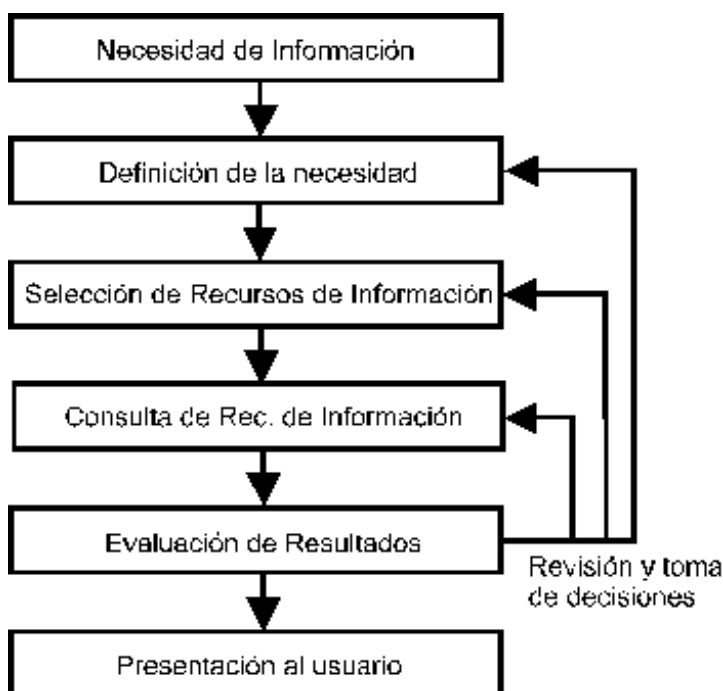 Necesidad de Información
Definición de la necesidad
Selección de Recursos de Información
Consulta de Rec. de Información
Evaluación de Resultados
Revisión y toma
de decisiones
Presentación al usuario